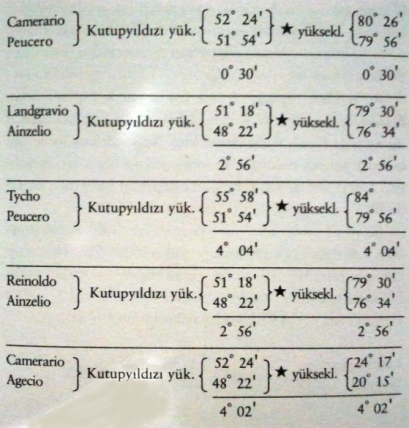 Camerario } Kutupyıldızı yük. { 52° 24' } ★ yüksekl. { 80° 26'
Peucero 51° 54' 79° 56'
0° 30' 0° 30'
Landgravio } Kutupyıldızı yük. { 51° 18' } ★ yüksekl. { 79° 30'
Ainzelio 48° 22' 76° 34'
2° 56' 2° 56'
Tycho } Kutupyıldızı yük. { 55° 58' } ★ yüksekl. { 84°
Peucero 51° 54' 79° 56'
4° 04' 4° 04'
Reinoldo } Kutupyıldızı yük. { 51° 18' } ★ yüksekl. { 79° 30'
Ainzelio 48° 22' 76° 34'
2° 56' 2° 56'
Camerario } Kutupyıldızı yük. { 52° 24' } ★ yüksekl. { 24° 17'
Agecio 48° 22' 20° 15'
4° 02' 4° 02'